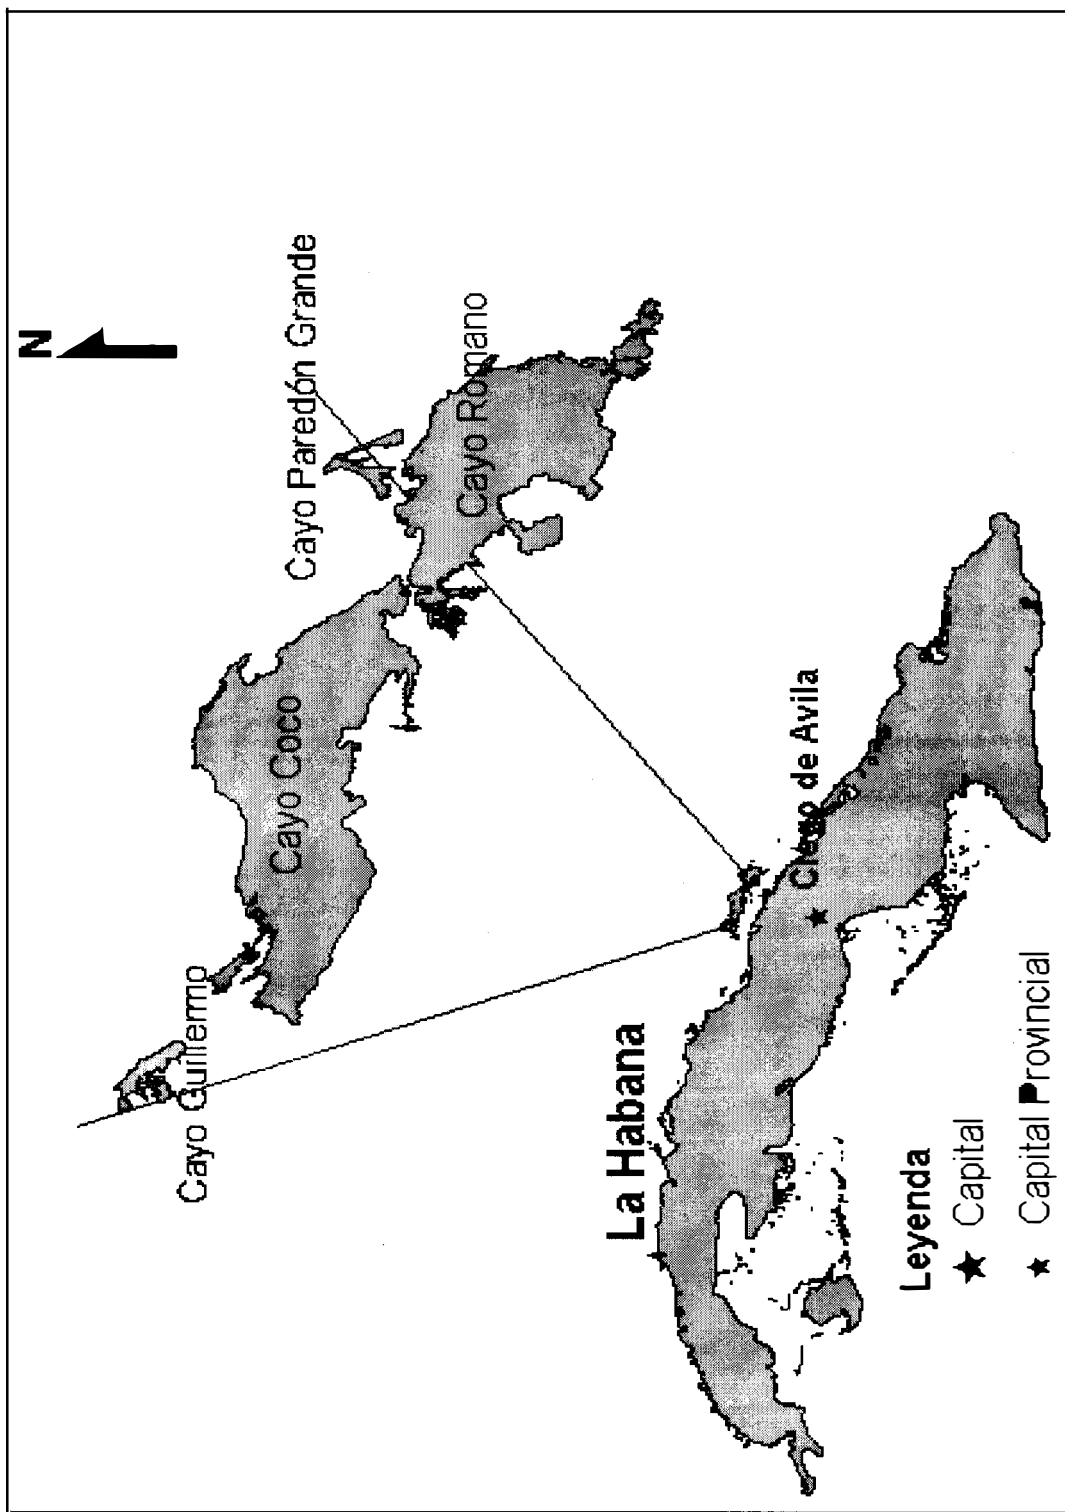 N
Cayo Guillermo
Cayo Coco
Cayo Paredón Grande
Cayo Romano
La Habana
Ciego de Avila
Leyenda
Capital
Capital Provincial